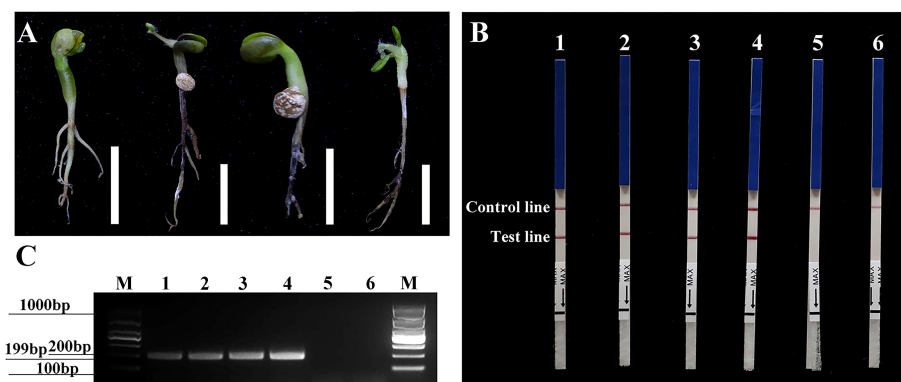 A
B
1 2 3 4 5 6
Control line
Test line
MAX MAX MAX MAX MAX MAX
C
M 1 2 3 4 5 6 M
1000bp
199bp 200bp
100bp